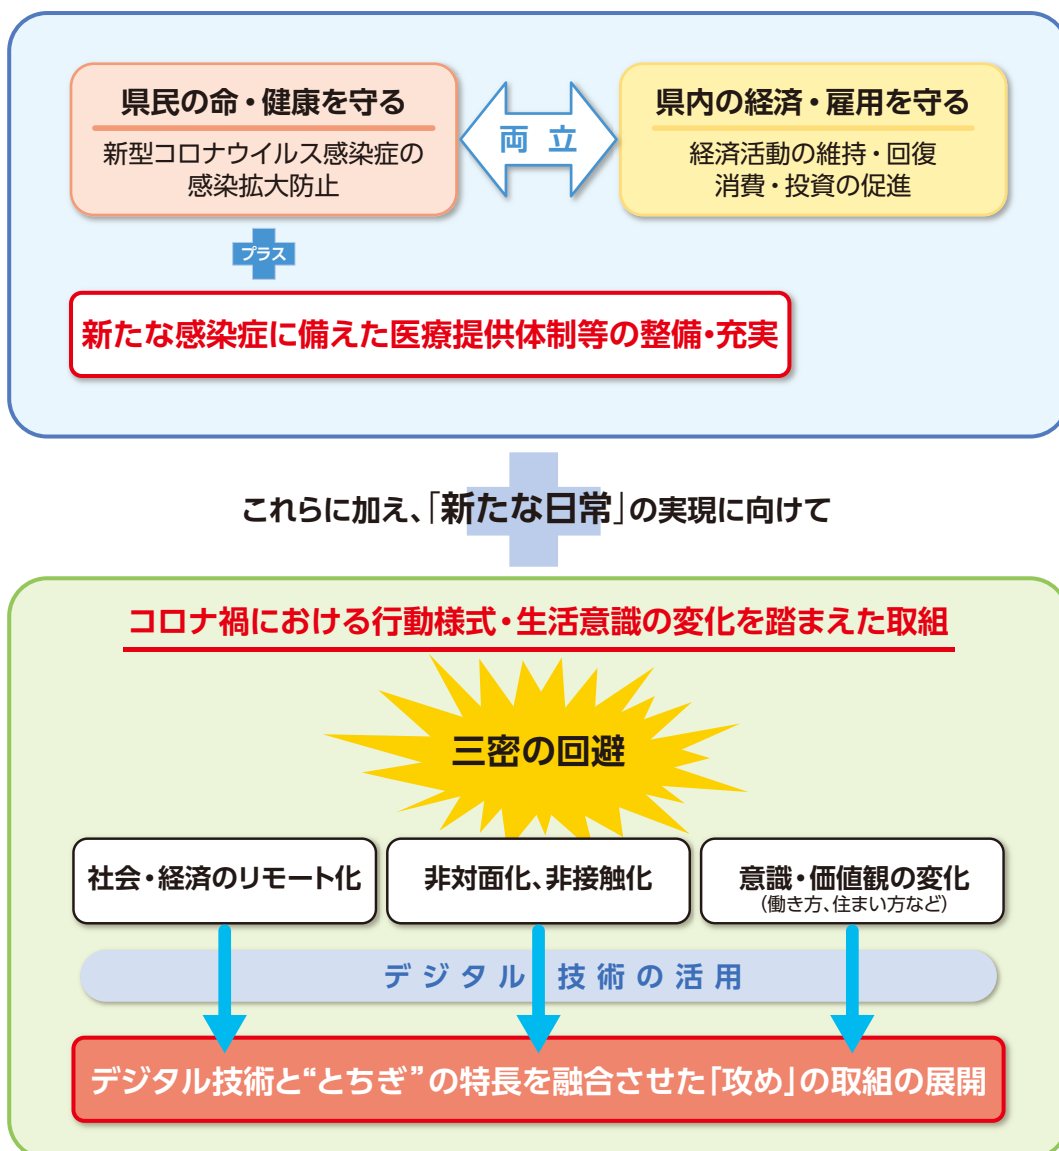 県民の命・健康を守る
新型コロナウイルス感染症の
感染拡大防止
両立
県内の経済・雇用を守る
経済活動の維持・回復
消費・投資の促進
プラス
新たな感染症に備えた医療提供体制等の整備・充実
これらに加え、「新たな日常」の実現に向けて
コロナ禍における行動様式・生活意識の変化を踏まえた取組
三密の回避
社会・経済のリモート化
非対面化、非接触化
意識・価値観の変化
(働き方、住まい方など)
デジタル技術の活用
デジタル技術と“とちぎ”の特長を融合させた「攻め」の取組の展開